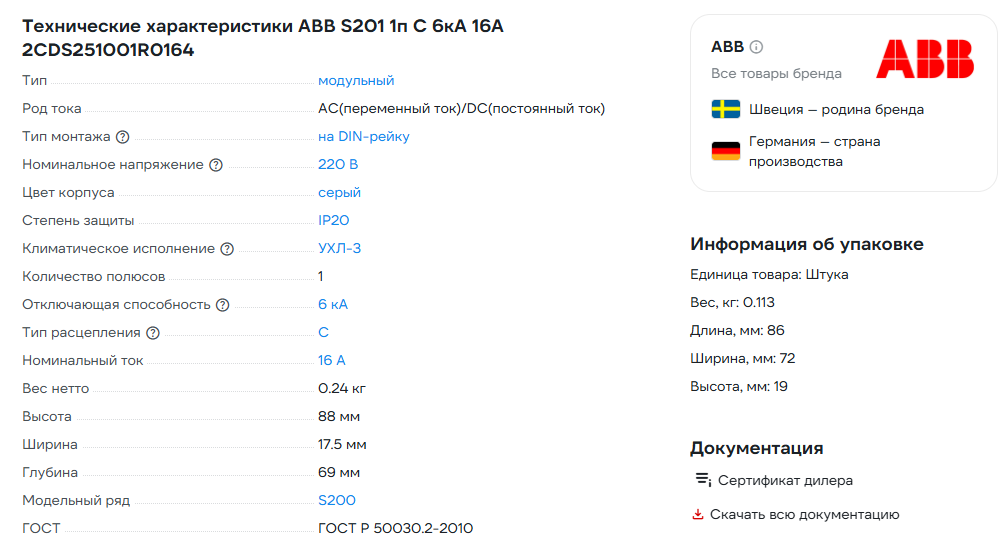 Технические характеристики ABB S201 1п C 6кА 16А
2CDS251001R0164
Тип модульный
Род тока AC(переменный ток)/DC(постоянный ток)
Тип монтажа на DIN-рейку
Номинальное напряжение 220 В
Цвет корпуса серый
Степень защиты IP20
Климатическое исполнение УХЛ-3
Количество полюсов 1
Отключающая способность 6 кА
Тип расцепления C
Номинальный ток 16 А
Вес нетто 0.24 кг
Высота 88 мм
Ширина 17.5 мм
Глубина 69 мм
Модельный ряд S200
ГОСТ ГОСТ Р 50030.2-2010
ABB
ABB
Все товары бренда
Швеция — родина бренда
Германия — страна
производства
Информация об упаковке
Единица товара: Штука
Вес, кг: 0.113
Длина, мм: 86
Ширина, мм: 72
Высота, мм: 19
Документация
Сертификат дилера
Скачать всю документацию